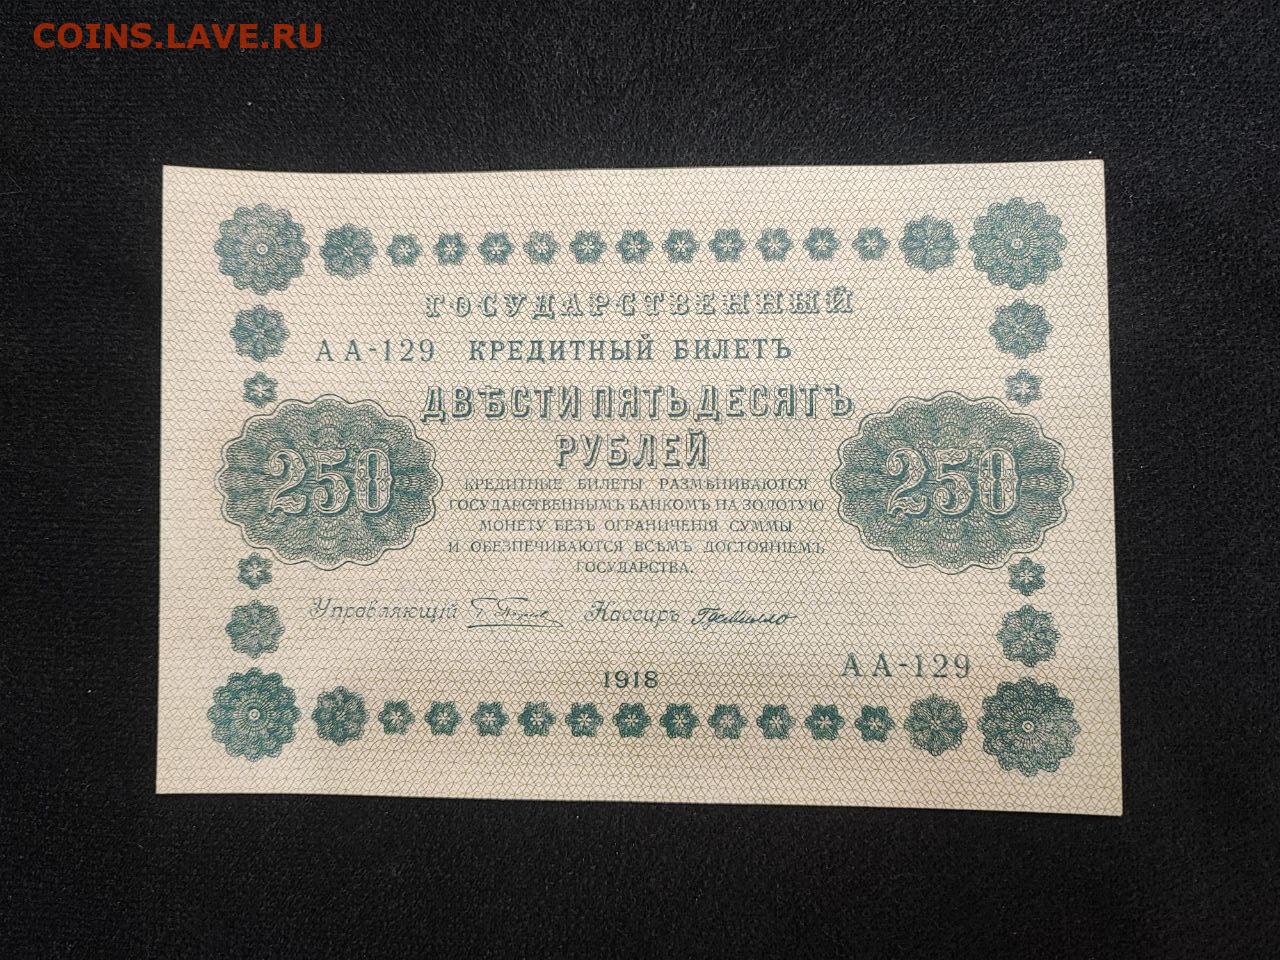 COINS.LAVE.RU
ГОСУДАРСТВЕННЫЙ
АА-129 КРЕДИТНЫЙ БИЛЕТЪ
ДВѢСТИ ПЯТЬДЕСЯТЪ
РУБЛЕЙ
250 250
КРЕДИТНЫЕ БИЛЕТЫ РАЗМѢНИВАЮТСЯ
ГОСУДАРСТВЕННЫМЪ БАНКОМЪ НА ЗОЛОТУЮ
МОНЕТУ БЕЗЪ ОГРАНИЧЕНІЯ СУММЫ
И ОБЕЗПЕЧИВАЮТСЯ ВСѢМЪ ДОСТОЯНІЕМЪ
ГОСУДАРСТВА.
Управляющій Кассиръ
АА-129
1918